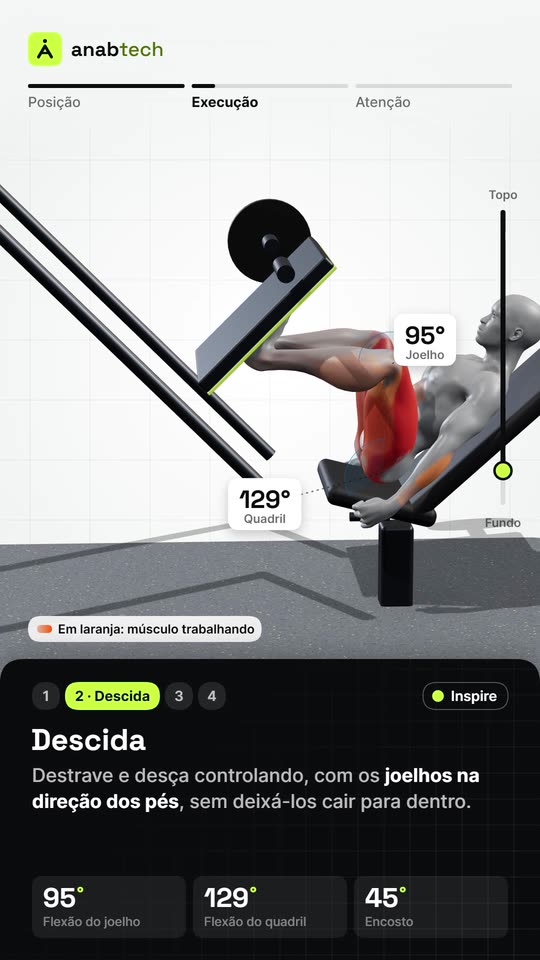 anabtech
Posição
Execução
Atenção
Topo
95°
Joelho
129°
Quadril
Fundo
Em laranja: músculo trabalhando
1
2 · Descida
3
4
Inspire
Descida
Destrave e desça controlando, com os joelhos na
direção dos pés, sem deixá-los cair para dentro.
95°
Flexão do joelho
129°
Flexão do quadril
45°
Encosto